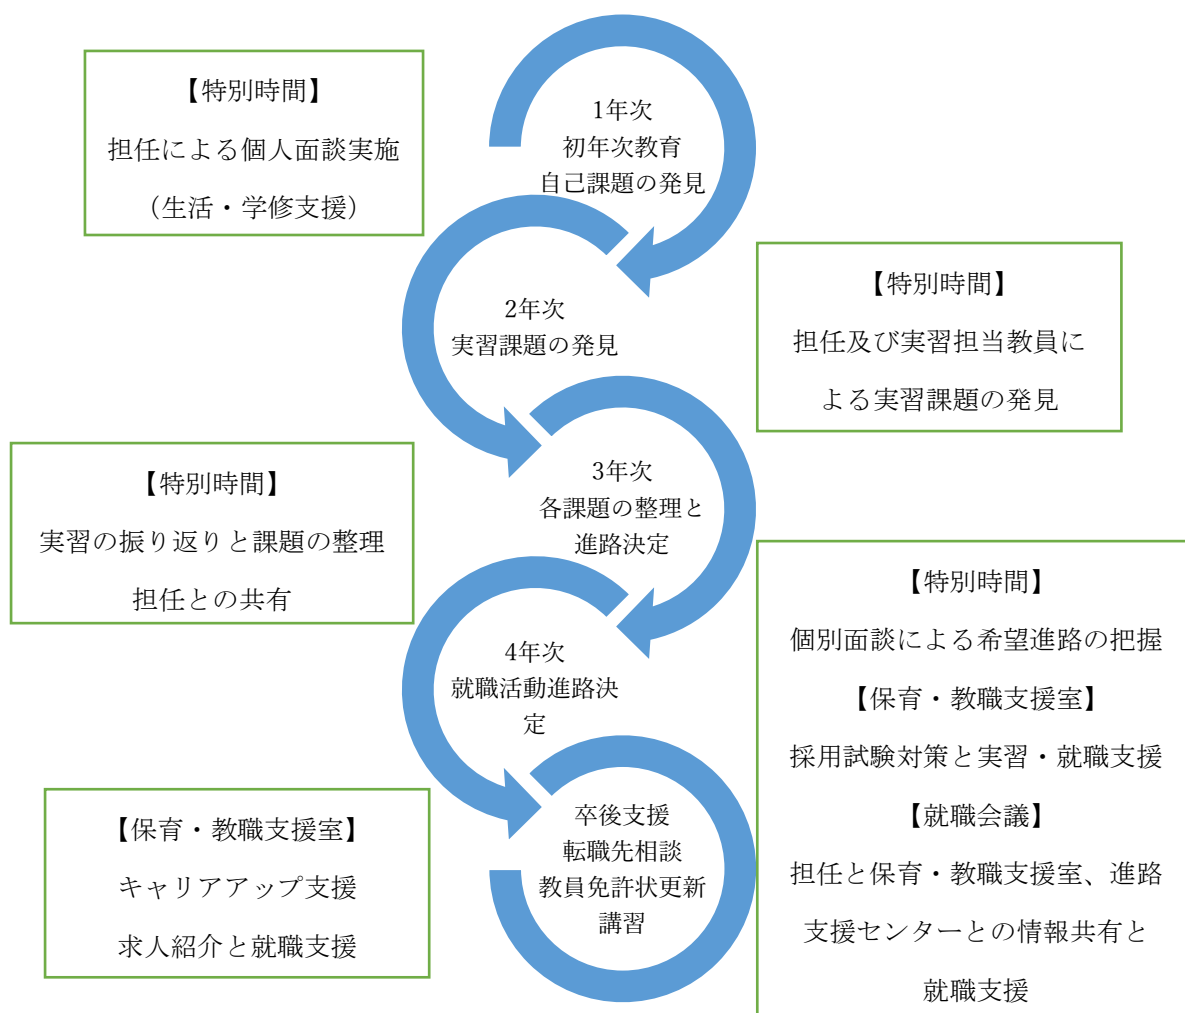 【特別時間】
担任による個人面談実施
（生活・学修支援）
1年次
初年次教育
自己課題の発見
2年次
実習課題の発見
【特別時間】
担任及び実習担当教員に
よる実習課題の発見
【特別時間】
実習の振り返りと課題の整理
担任との共有
3年次
各課題の整理と
進路決定
4年次
就職活動進路決
定
【特別時間】
個別面談による希望進路の把握
【保育・教職支援室】
採用試験対策と実習・就職支援
【就職会議】
担任と保育・教職支援室、進路
支援センターとの情報共有と
就職支援
【保育・教職支援室】
キャリアアップ支援
求人紹介と就職支援
卒後支援
転職先相談
教員免許状更新
講習